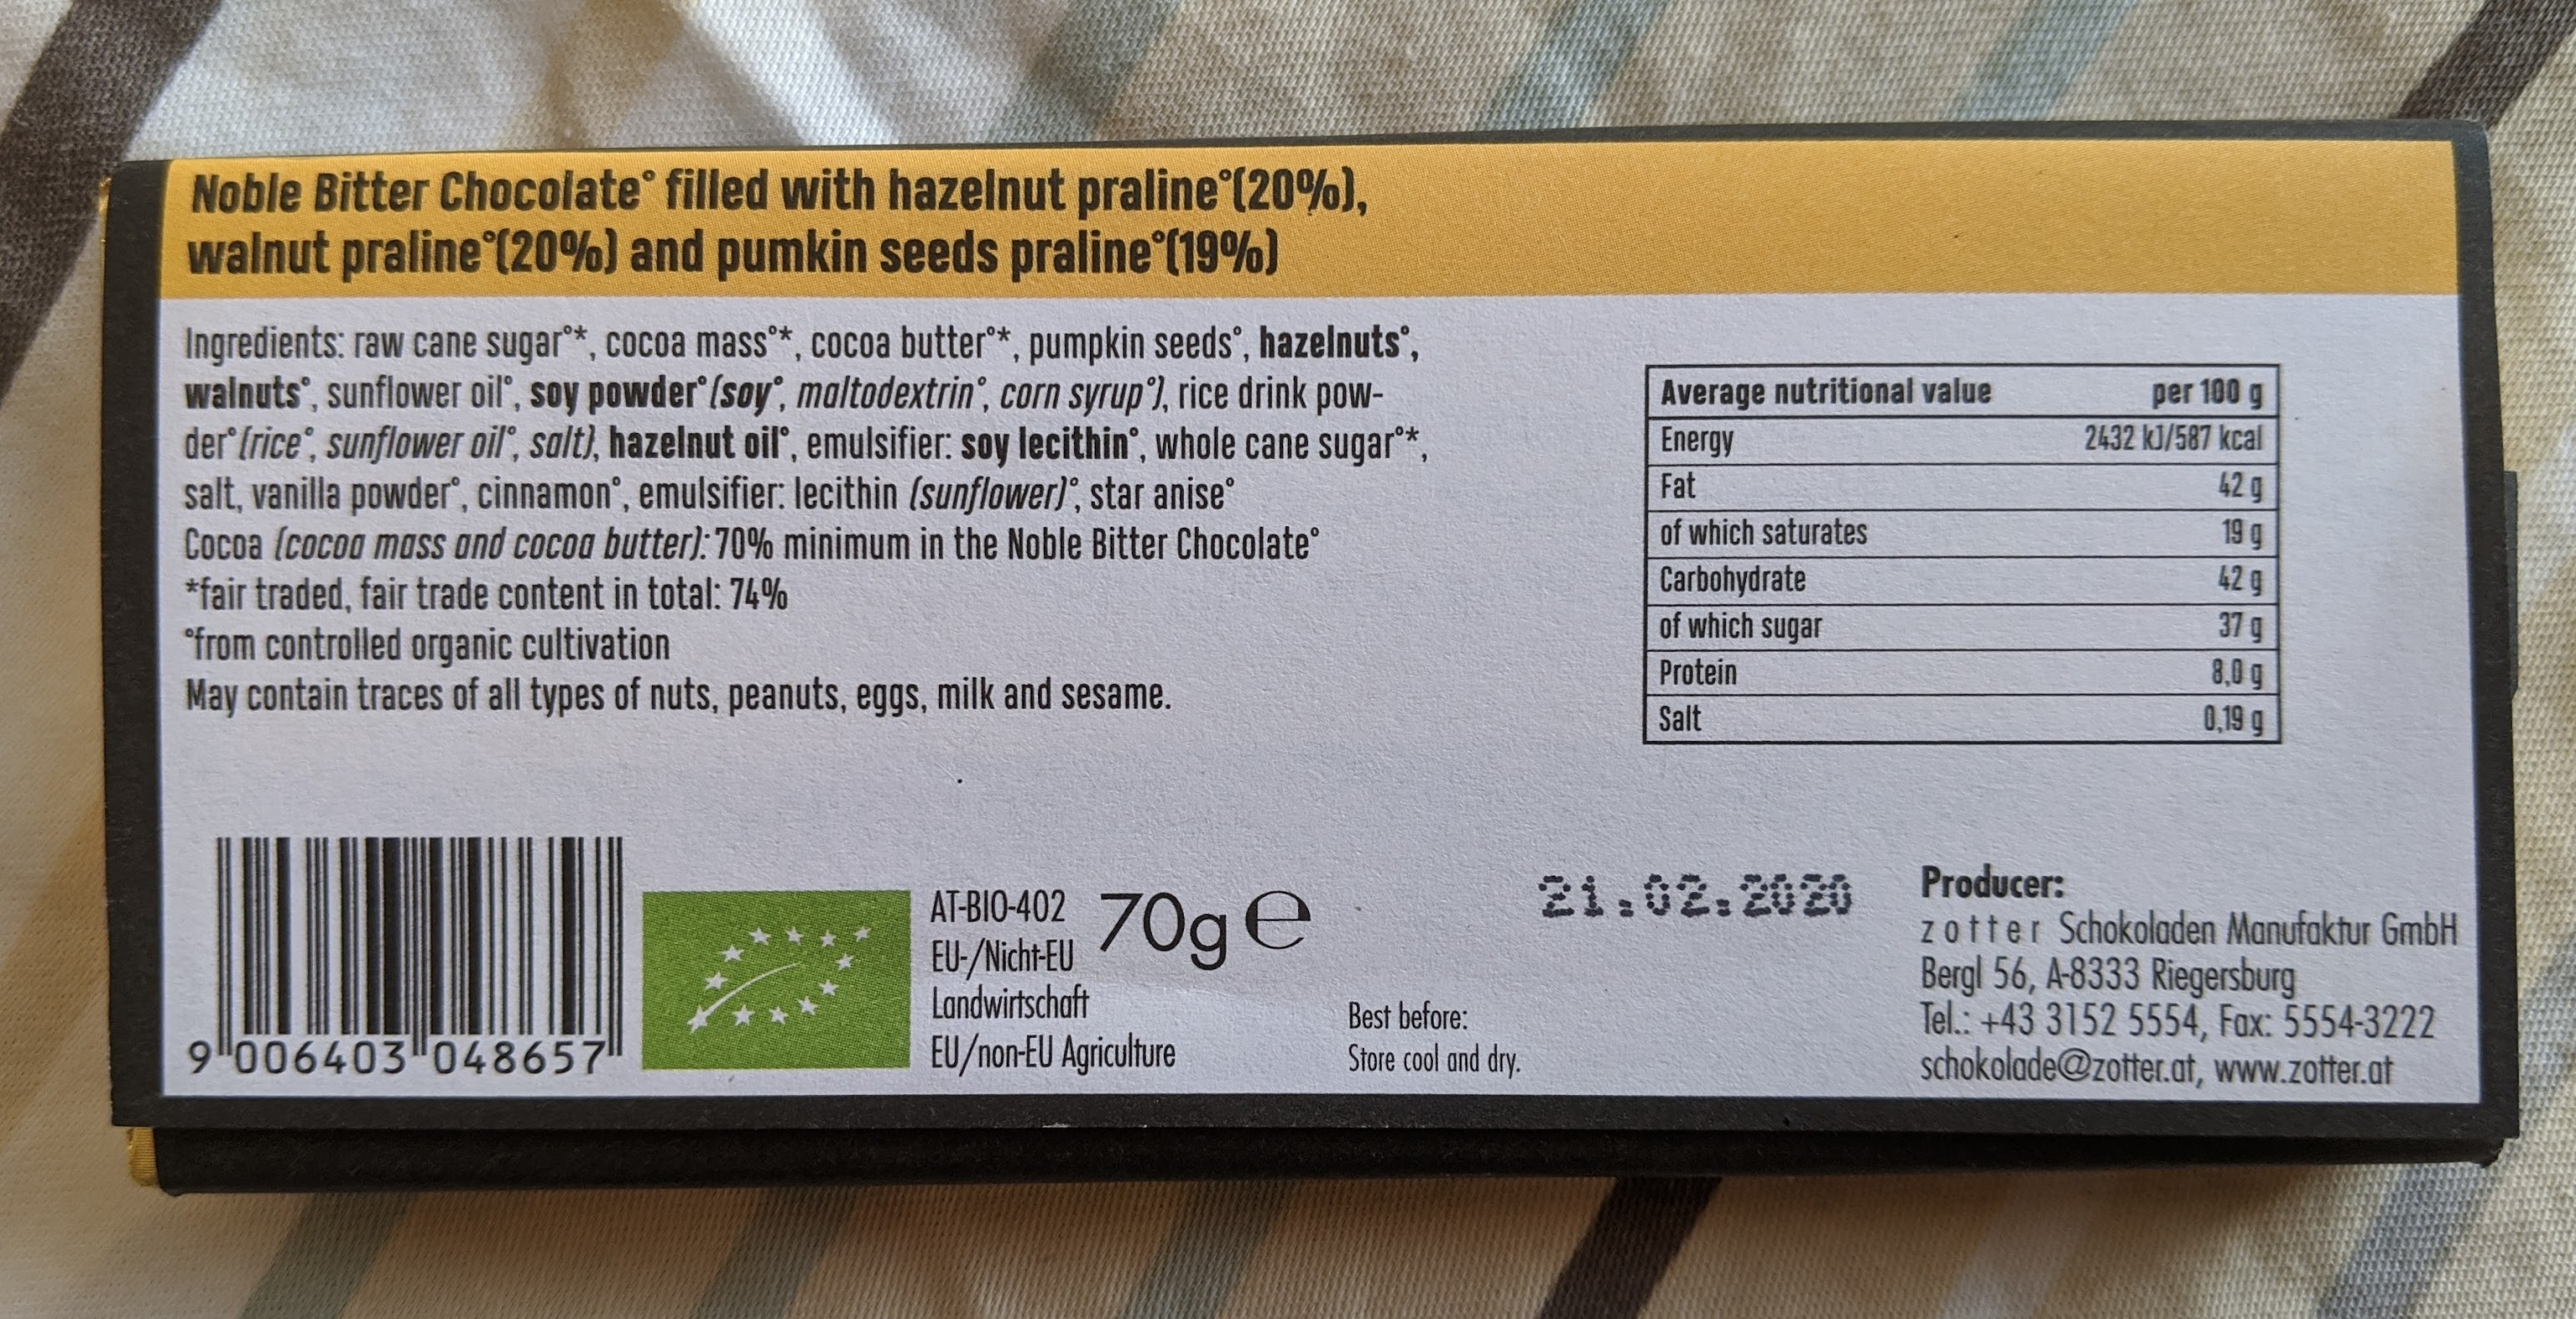 Noble Bitter Chocolate° filled with hazelnut praline°(20%),
walnut praline°(20%) and pumkin seeds praline°(19%)
Ingredients: raw cane sugar°*, cocoa mass°*, cocoa butter°*, pumpkin seeds°, hazelnuts°,
walnuts°, sunflower oil°, soy powder°(soy°, maltodextrin°, corn syrup°), rice drink pow-
der°(rice°, sunflower oil°, salt), hazelnut oil°, emulsifier: soy lecithin°, whole cane sugar°*,
salt, vanilla powder°, cinnamon°, emulsifier: lecithin (sunflower)°, star anise°
Cocoa (cocoa mass and cocoa butter): 70% minimum in the Noble Bitter Chocolate°
*fair traded, fair trade content in total: 74%
°from controlled organic cultivation
May contain traces of all types of nuts, peanuts, eggs, milk and sesame.
Average nutritional value per 100 g
Energy 2432 kJ/587 kcal
Fat 42 g
of which saturates 19 g
Carbohydrate 42 g
of which sugar 37 g
Protein 8,0 g
Salt 0,19 g
9 006403 048657
AT-BIO-402
EU-/Nicht-EU
Landwirtschaft
EU/non-EU Agriculture
70g e
Best before:
Store cool and dry.
21.02.2020
Producer:
zotter Schokoladen Manufaktur GmbH
Bergl 56, A-8333 Riegersburg
Tel.: +43 3152 5554, Fax: 5554-3222
schokolade@zotter.at, www.zotter.at